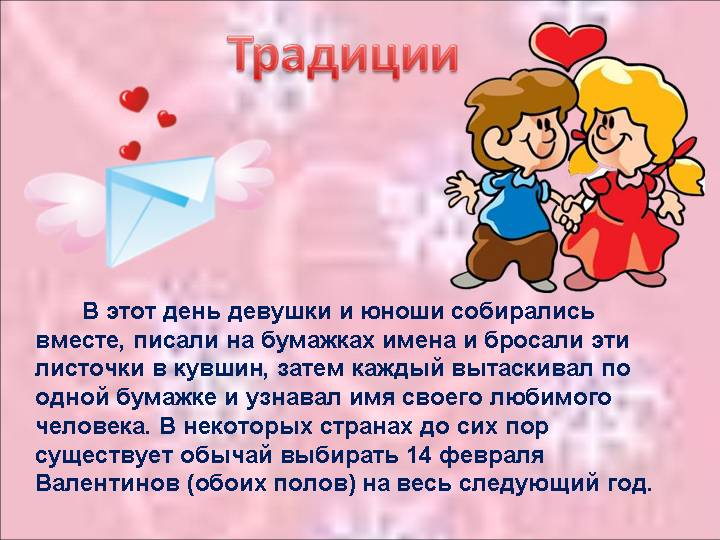 Традиции
В этот день девушки и юноши собирались
вместе, писали на бумажках имена и бросали эти
листочки в кувшин, затем каждый вытаскивал по
одной бумажке и узнавал имя своего любимого
человека. В некоторых странах до сих пор
существует обычай выбирать 14 февраля
Валентинов (обоих полов) на весь следующий год.